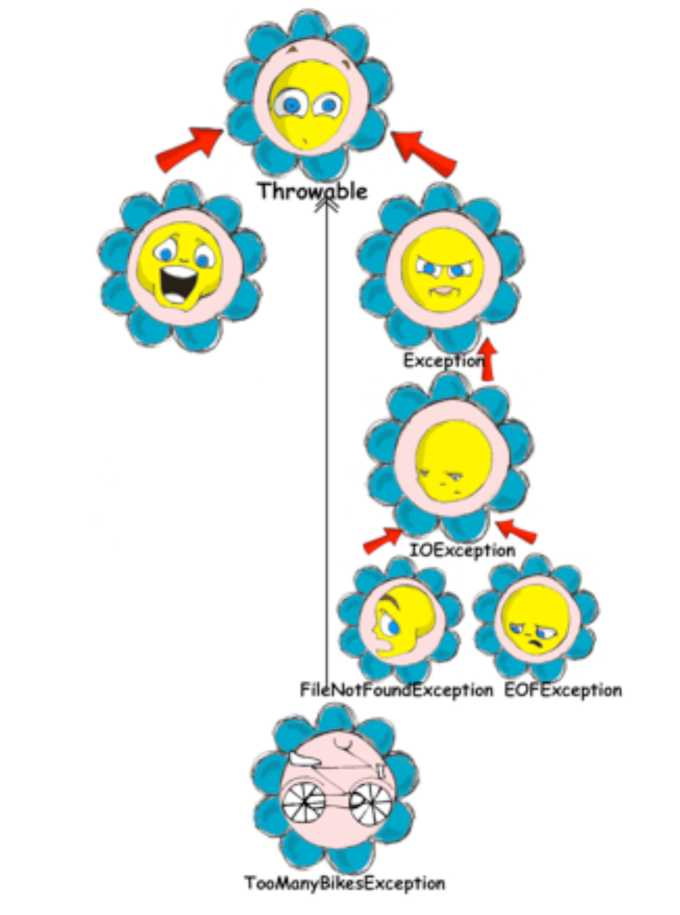 Throwable
Exception
IOException
FileNotFoundException EOFException
TooManyBikesException